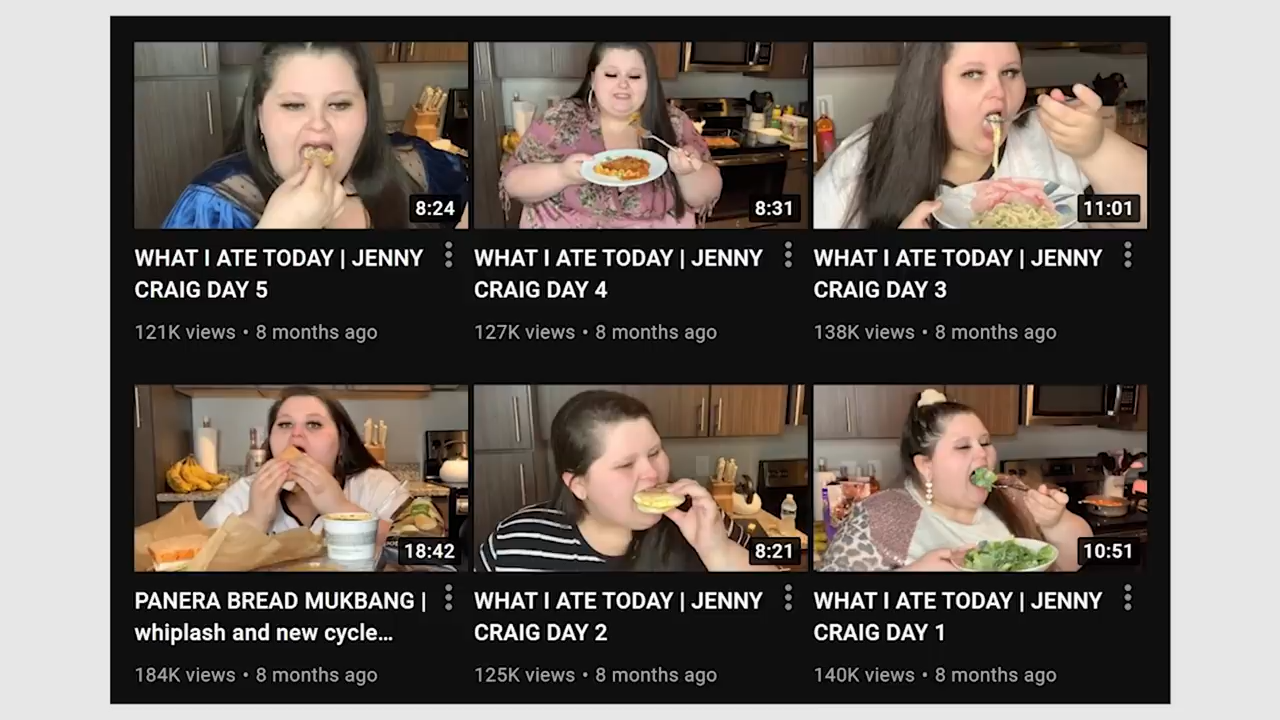 8:24
8:31
11:01
WHAT I ATE TODAY | JENNY
CRAIG DAY 5
121K views • 8 months ago
WHAT I ATE TODAY | JENNY
CRAIG DAY 4
127K views • 8 months ago
WHAT I ATE TODAY | JENNY
CRAIG DAY 3
138K views • 8 months ago
18:42
8:21
10:51
PANERA BREAD MUKBANG |
whiplash and new cycle...
184K views • 8 months ago
WHAT I ATE TODAY | JENNY
CRAIG DAY 2
125K views • 8 months ago
WHAT I ATE TODAY | JENNY
CRAIG DAY 1
140K views • 8 months ago